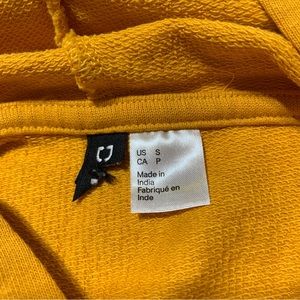 US S
CA P
Made in
India
Fabriqué en
Inde